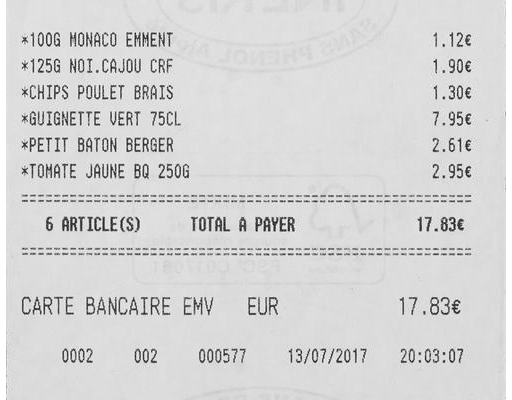 *100G MONACO EMMENT 1.12€
*125G NOI.CAJOU CRF 1.90€
*CHIPS POULET BRAIS 1.30€
*GUIGNETTE VERT 75CL 7.95€
*PETIT BATON BERGER 2.61€
*TOMATE JAUNE BQ 250G 2.95€
============================================
6 ARTICLE(S) TOTAL A PAYER 17.83€
============================================
CARTE BANCAIRE EMV EUR 17.83€
0002 002 000577 13/07/2017 20:03:07